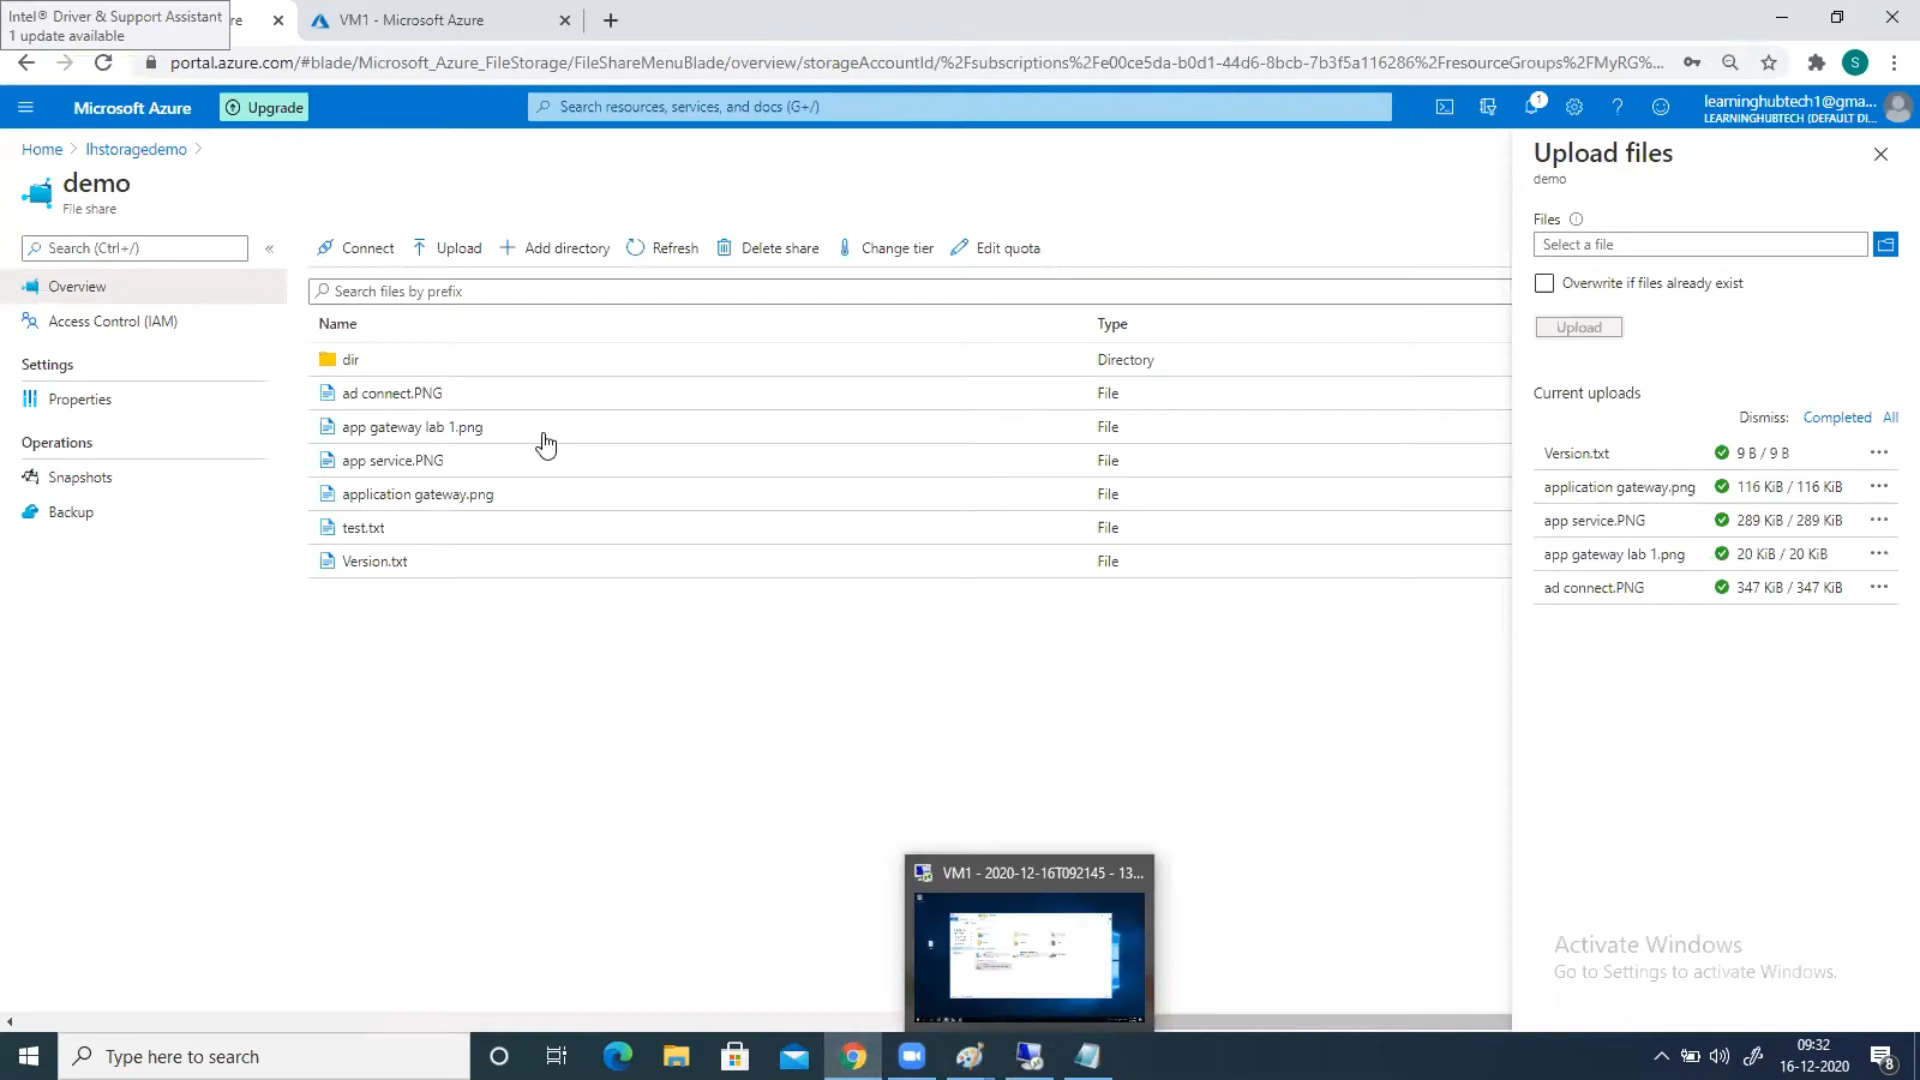 Intel® Driver & Support Assistant
1 update available
re
VM1 - Microsoft Azure
portal.azure.com/#blade/Microsoft_Azure_FileStorage/FileShareMenuBlade/overview/storageAccountId/%2Fsubscriptions%2Fe00ce5da-b0d1-44d6-8bcb-7b3f5a116286%2FresourceGroups%2FMyRG%...
S
Microsoft Azure
Upgrade
Search resources, services, and docs (G+/)
1
learninghubtech1@gma...
LEARNINGHUBTECH (DEFAULT DI...
Home > lhstoragedemo >
demo
File share
Search (Ctrl+/)
«
Overview
Access Control (IAM)
Settings
Properties
Operations
Snapshots
Backup
Connect
Upload
Add directory
Refresh
Delete share
Change tier
Edit quota
Search files by prefix
Name Type
dir Directory
ad connect.PNG File
app gateway lab 1.png File
app service.PNG File
application gateway.png File
test.txt File
Version.txt File
Upload files
demo
Files
Select a file
Overwrite if files already exist
Upload
Current uploads
Dismiss: Completed All
Version.txt 9 B / 9 B ...
application gateway.png 116 KiB / 116 KiB ...
app service.PNG 289 KiB / 289 KiB ...
app gateway lab 1.png 20 KiB / 20 KiB ...
ad connect.PNG 347 KiB / 347 KiB ...
VM1 - 2020-12-16T092145 - 13...
Activate Windows
Go to Settings to activate Windows.
Type here to search
09:32
16-12-2020
8